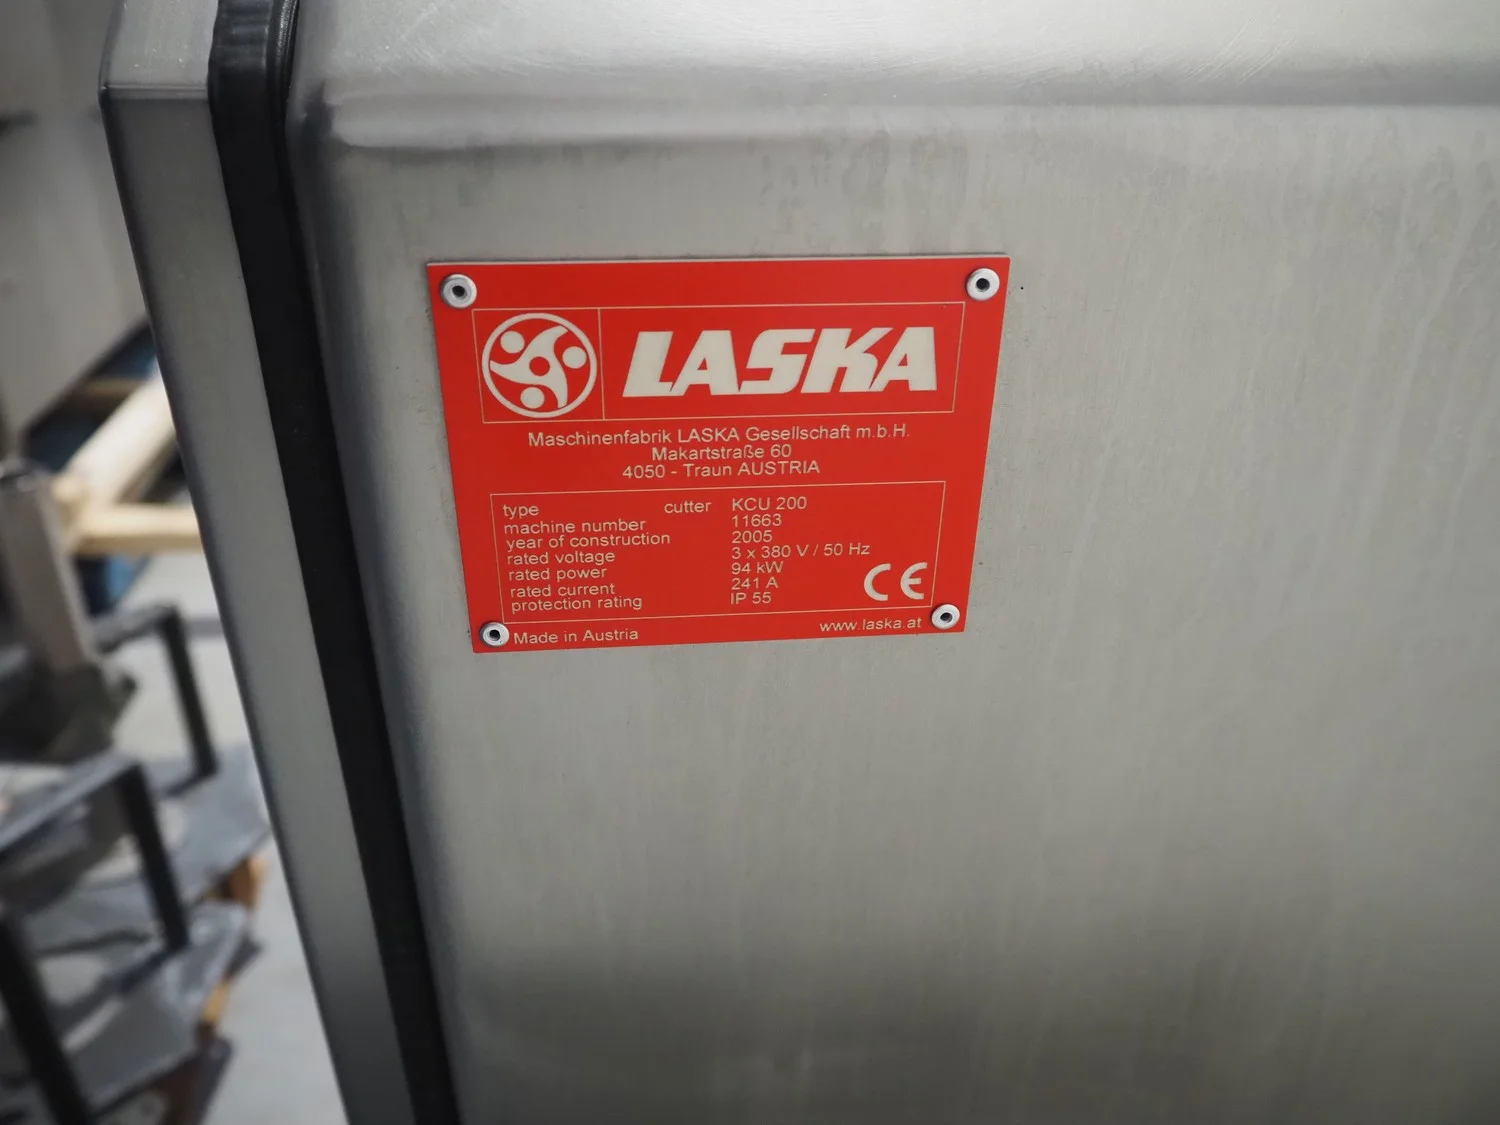 LASKA
Maschinenfabrik LASKA Gesellschaft m.b.H.
Makartstraße 60
4050 - Traun AUSTRIA
type cutter KCU 200
machine number 11663
year of construction 2005
rated voltage 3 x 380 V / 50 Hz
rated power 94 kW
rated current 241 A
protection rating IP 55
CE
Made in Austria www.laska.at